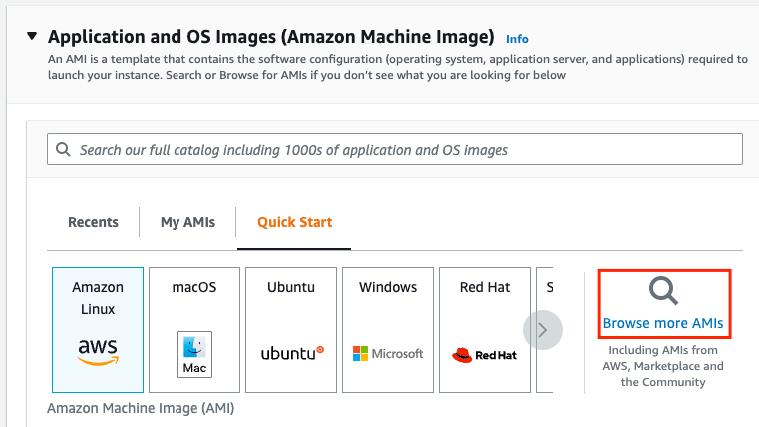 Application and OS Images (Amazon Machine Image) Info
An AMI is a template that contains the software configuration (operating system, application server, and applications) required to
launch your instance. Search or Browse for AMIs if you don't see what you are looking for below
Search our full catalog including 1000s of application and OS images
Recents My AMIs Quick Start
Amazon Linux
aws
macOS
Mac
Ubuntu
ubuntu
Windows
Microsoft
Red Hat
Red Hat
S
Browse more AMIs
Including AMIs from
AWS, Marketplace and
the Community
Amazon Machine Image (AMI)